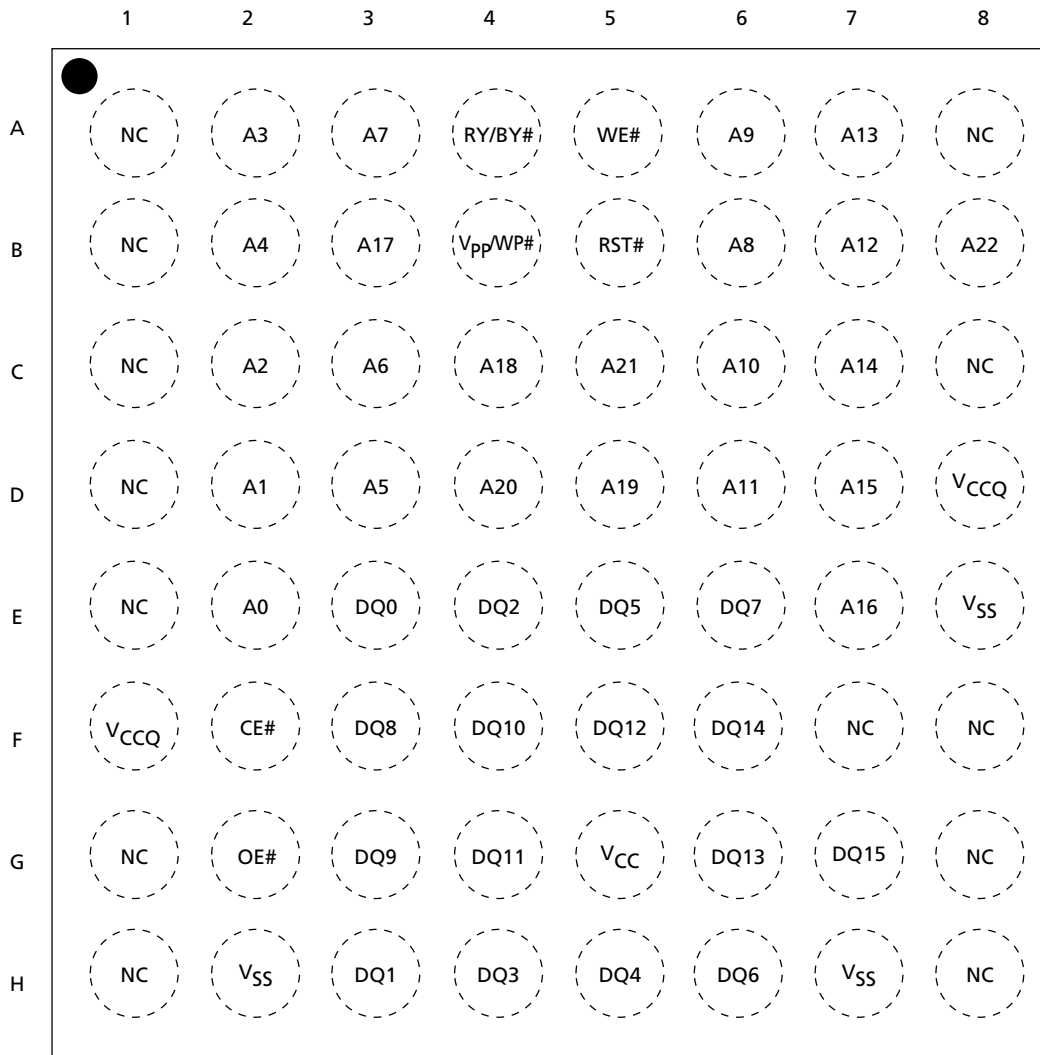 1 2 3 4 5 6 7 8
A NC A3 A7 RY/BY# WE# A9 A13 NC
B NC A4 A17 VPP/WP# RST# A8 A12 A22
C NC A2 A6 A18 A21 A10 A14 NC
D NC A1 A5 A20 A19 A11 A15 VCCQ
E NC A0 DQ0 DQ2 DQ5 DQ7 A16 VSS
F VCCQ CE# DQ8 DQ10 DQ12 DQ14 NC NC
G NC OE# DQ9 DQ11 VCC DQ13 DQ15 NC
H NC VSS DQ1 DQ3 DQ4 DQ6 VSS NC